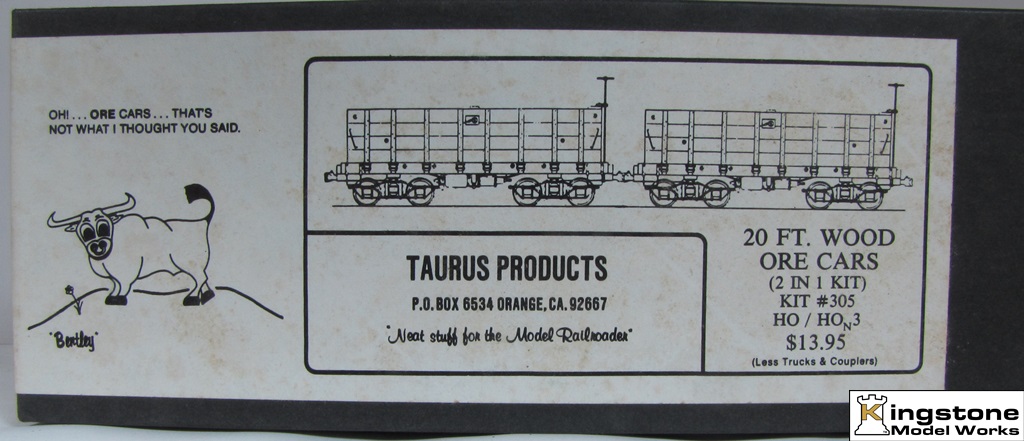 OH!...ORE CARS...THAT'S
NOT WHAT I THOUGHT YOU SAID.
"Bentley"
TAURUS PRODUCTS
P.O. BOX 6534 ORANGE, CA. 92667
"Neat stuff for the Model Railroader"
20 FT. WOOD
ORE CARS
(2 IN 1 KIT)
KIT #305
HO / HON3
$13.95
(Less Trucks & Couplers)
Kingstone
Model Works